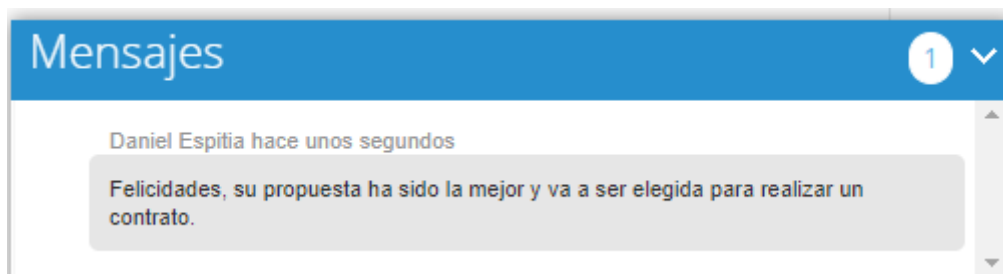 Mensajes
1
Daniel Espitia hace unos segundos
Felicidades, su propuesta ha sido la mejor y va a ser elegida para realizar un
contrato.